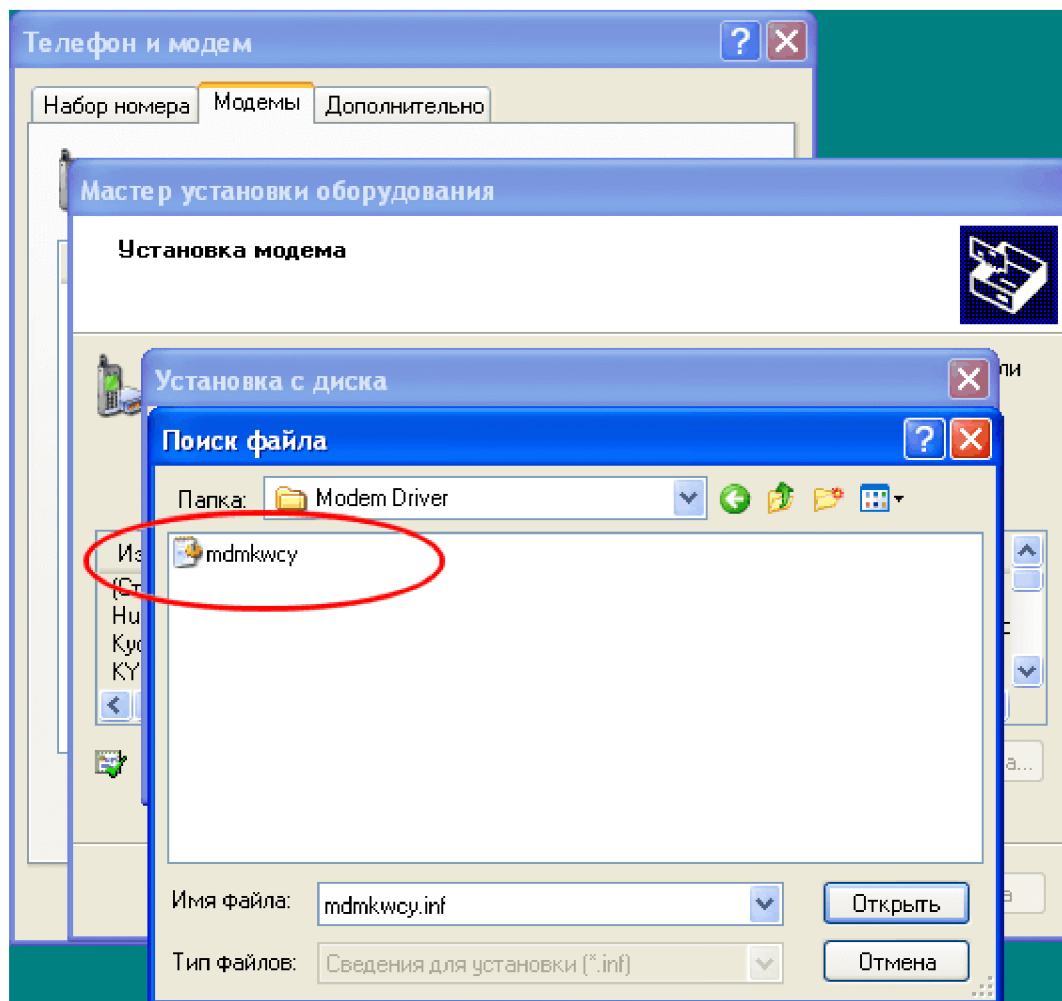 Телефон и модем
Набор номера Модемы Дополнительно
Мастер установки оборудования
Установка модема
Установка с диска
Поиск файла
Папка: Modem Driver
mdmkwcy
Имя файла: mdmkwcy.inf Открыть
Тип файлов: Сведения для установки (*.inf) Отмена